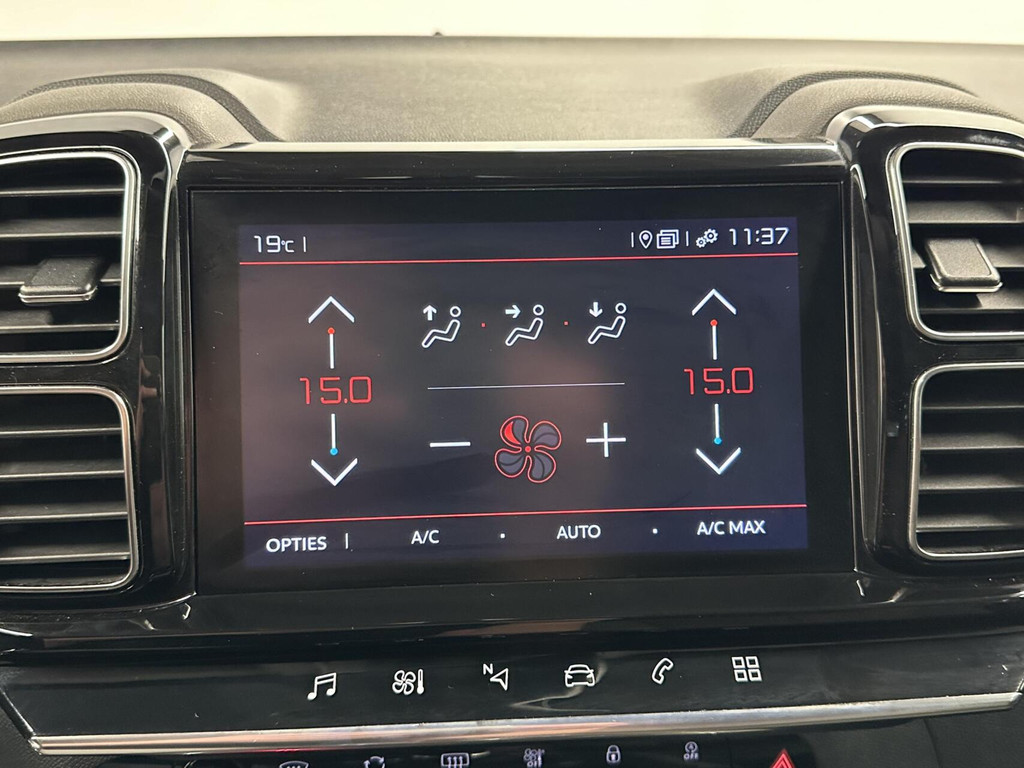 19°C 11:37
15.0 15.0
OPTIES A/C AUTO A/C MAX
N